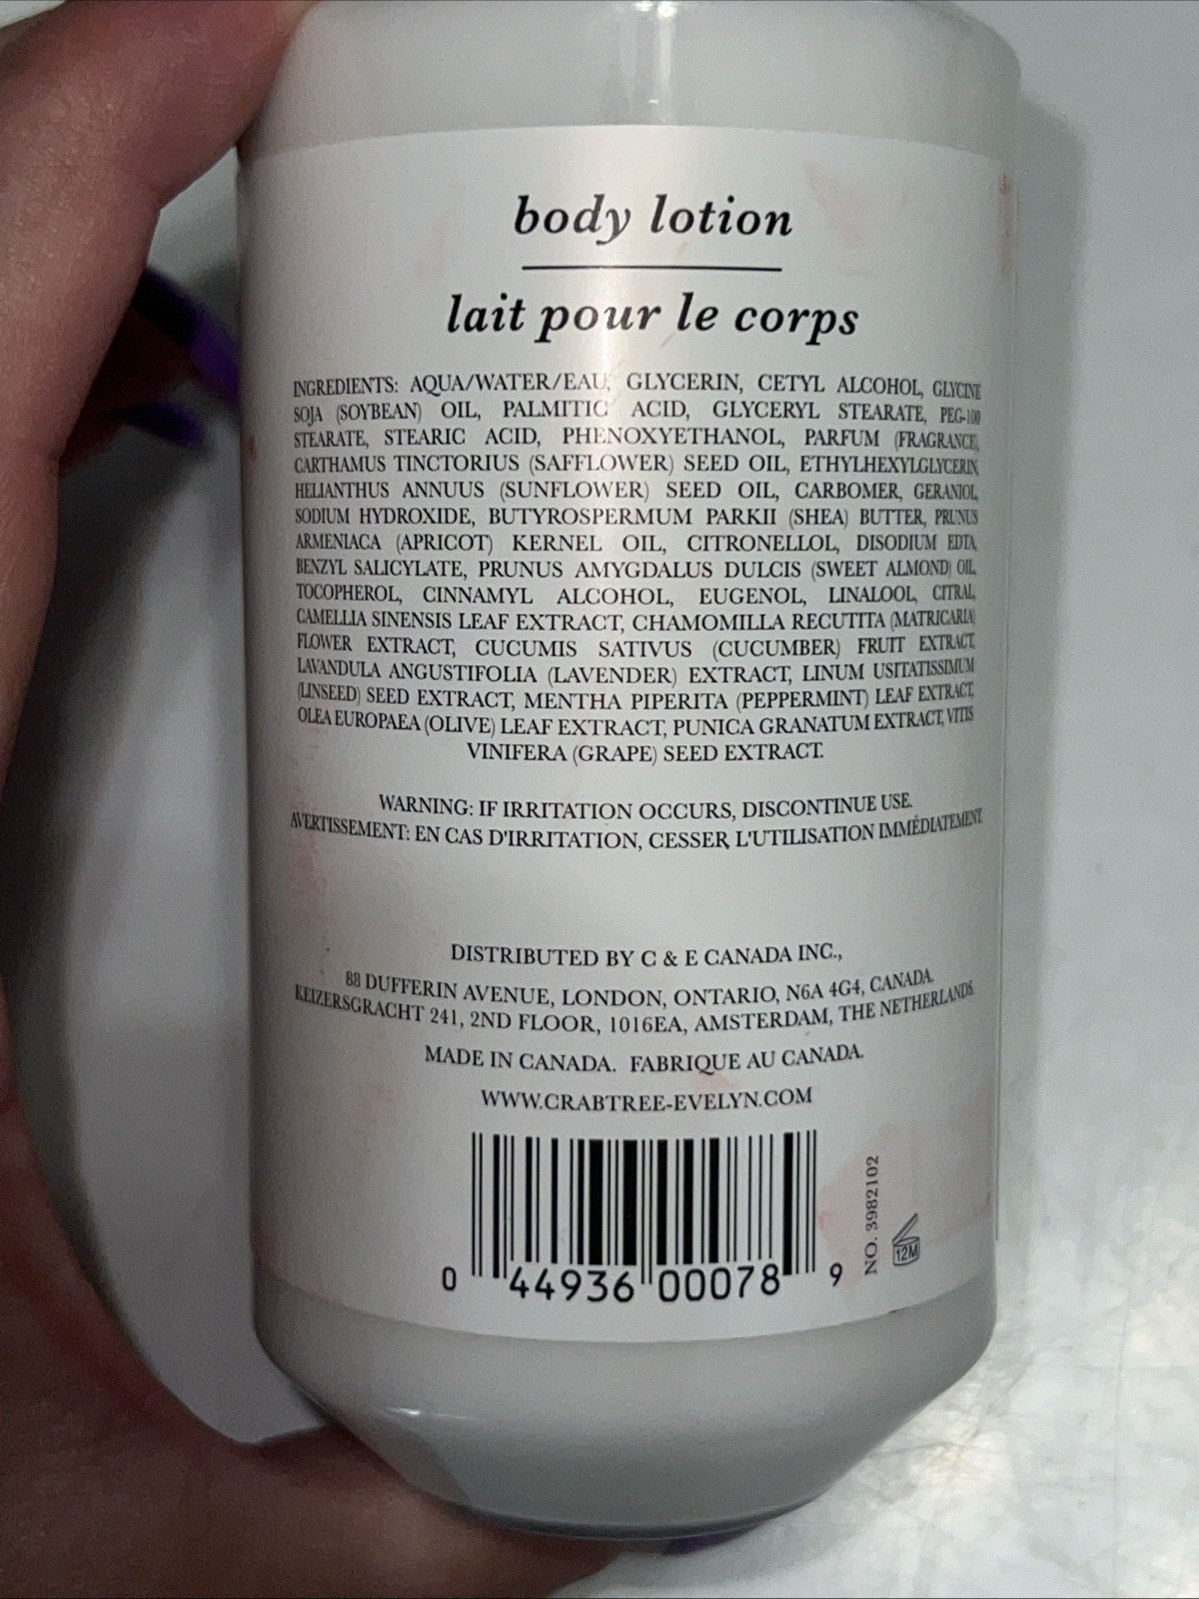 body lotion
lait pour le corps
INGREDIENTS: AQUA/WATER/EAU, GLYCERIN, CETYL ALCOHOL, GLYCINE
SOJA (SOYBEAN) OIL, PALMITIC ACID, GLYCERYL STEARATE, PEG-100
STEARATE, STEARIC ACID, PHENOXYETHANOL, PARFUM (FRAGRANCE),
CARTHAMUS TINCTORIUS (SAFFLOWER) SEED OIL, ETHYLHEXYLGLYCERIN,
HELIANTHUS ANNUUS (SUNFLOWER) SEED OIL, CARBOMER, GERANIOL,
SODIUM HYDROXIDE, BUTYROSPERMUM PARKII (SHEA) BUTTER, PRUNUS
ARMENIACA (APRICOT) KERNEL OIL, CITRONELLOL, DISODIUM EDTA,
BENZYL SALICYLATE, PRUNUS AMYGDALUS DULCIS (SWEET ALMOND) OIL,
TOCOPHEROL, CINNAMYL ALCOHOL, EUGENOL, LINALOOL, CITRAL,
CAMELLIA SINENSIS LEAF EXTRACT, CHAMOMILLA RECUTITA (MATRICARIA)
FLOWER EXTRACT, CUCUMIS SATIVUS (CUCUMBER) FRUIT EXTRACT,
LAVANDULA ANGUSTIFOLIA (LAVENDER) EXTRACT, LINUM USITATISSIMUM
(LINSEED) SEED EXTRACT, MENTHA PIPERITA (PEPPERMINT) LEAF EXTRACT,
OLEA EUROPAEA (OLIVE) LEAF EXTRACT, PUNICA GRANATUM EXTRACT, VITIS
VINIFERA (GRAPE) SEED EXTRACT.
WARNING: IF IRRITATION OCCURS, DISCONTINUE USE.
AVERTISSEMENT: EN CAS D'IRRITATION, CESSER L'UTILISATION IMMÉDIATEMENT.
DISTRIBUTED BY C & E CANADA INC.,
88 DUFFERIN AVENUE, LONDON, ONTARIO, N6A 4G4, CANADA.
KEIZERSGRACHT 241, 2ND FLOOR, 1016EA, AMSTERDAM, THE NETHERLANDS.
MADE IN CANADA. FABRIQUE AU CANADA.
WWW.CRABTREE-EVELYN.COM
0 44936 00078 9
NO. 3982102
12M